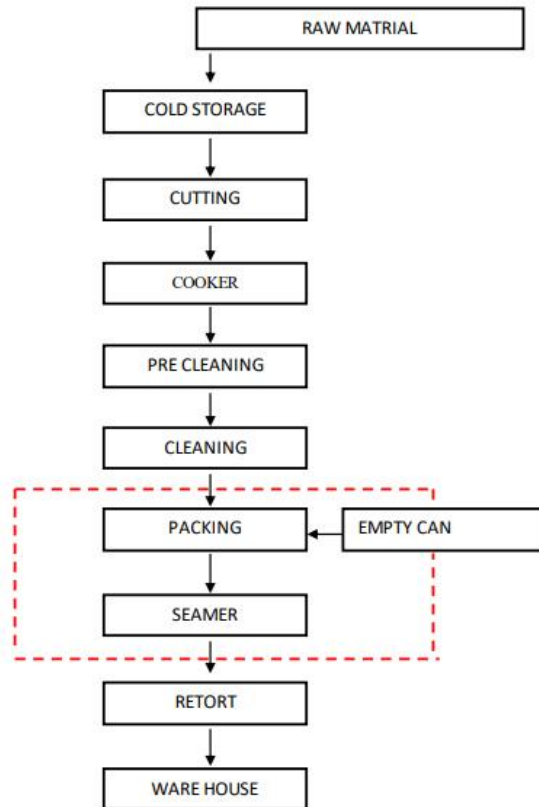 RAW MATRIAL
COLD STORAGE
CUTTING
COOKER
PRE CLEANING
CLEANING
PACKING
EMPTY CAN
SEAMER
RETORT
WARE HOUSE